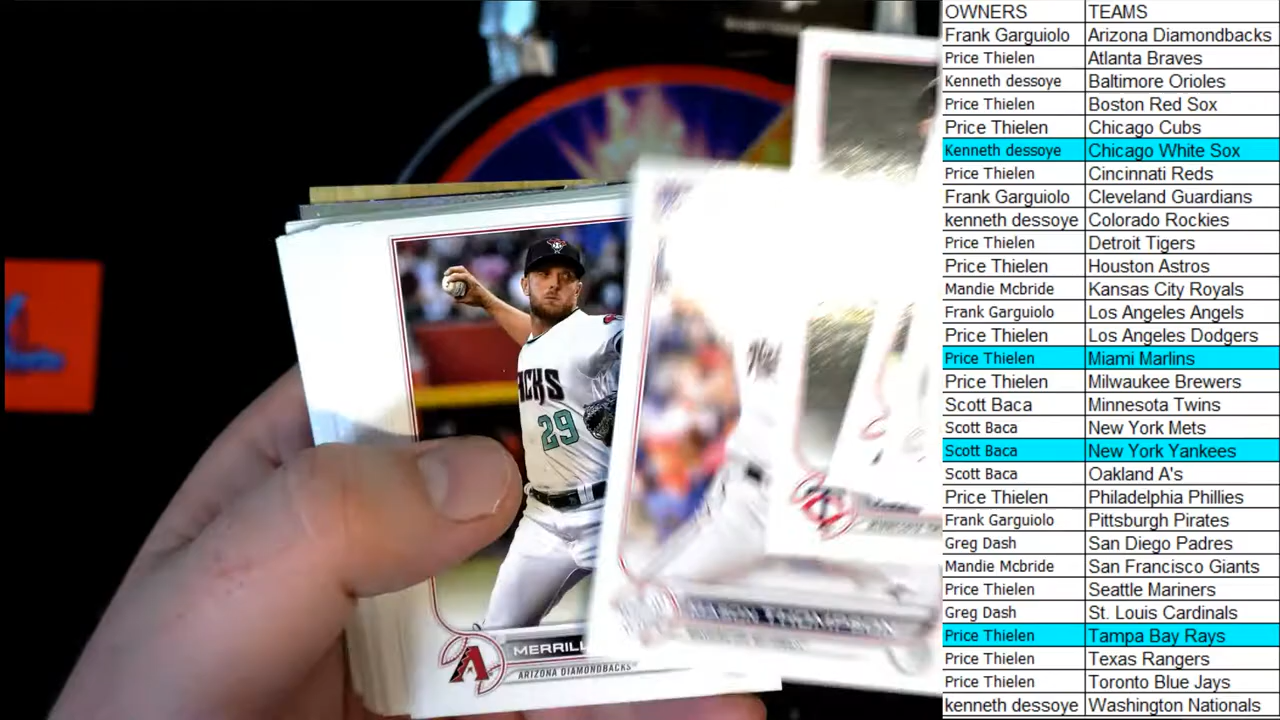 OWNERS TEAMS
Frank Garguiolo Arizona Diamondbacks
Price Thielen Atlanta Braves
Kenneth dessoye Baltimore Orioles
Price Thielen Boston Red Sox
Price Thielen Chicago Cubs
Kenneth dessoye Chicago White Sox
Price Thielen Cincinnati Reds
Frank Garguiolo Cleveland Guardians
kenneth dessoye Colorado Rockies
Price Thielen Detroit Tigers
Price Thielen Houston Astros
Mandie Mcbride Kansas City Royals
Frank Garguiolo Los Angeles Angels
Price Thielen Los Angeles Dodgers
Price Thielen Miami Marlins
Price Thielen Milwaukee Brewers
Scott Baca Minnesota Twins
Scott Baca New York Mets
Scott Baca New York Yankees
Scott Baca Oakland A's
Price Thielen Philadelphia Phillies
Frank Garguiolo Pittsburgh Pirates
Greg Dash San Diego Padres
Mandie Mcbride San Francisco Giants
Price Thielen Seattle Mariners
Greg Dash St. Louis Cardinals
Price Thielen Tampa Bay Rays
Price Thielen Texas Rangers
Price Thielen Toronto Blue Jays
kenneth dessoye Washington Nationals
ACKS
29
MERRILL
ARIZONA DIAMONDBACKS